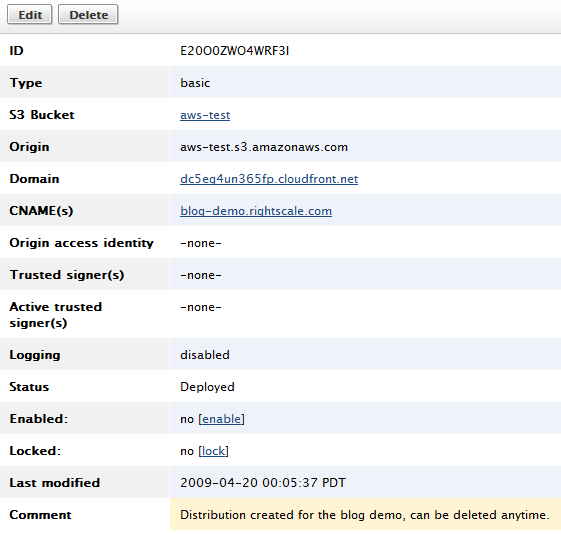 Edit Delete
ID E20O0ZWO4WRF3I
Type basic
S3 Bucket aws-test
Origin aws-test.s3.amazonaws.com
Domain dc5eg4un365fp.cloudfront.net
CNAME(s) blog-demo.rightscale.com
Origin access identity -none-
Trusted signer(s) -none-
Active trusted -none-
signer(s)
Logging disabled
Status Deployed
Enabled: no [enable]
Locked: no [lock]
Last modified 2009-04-20 00:05:37 PDT
Comment Distribution created for the blog demo, can be deleted anytime.